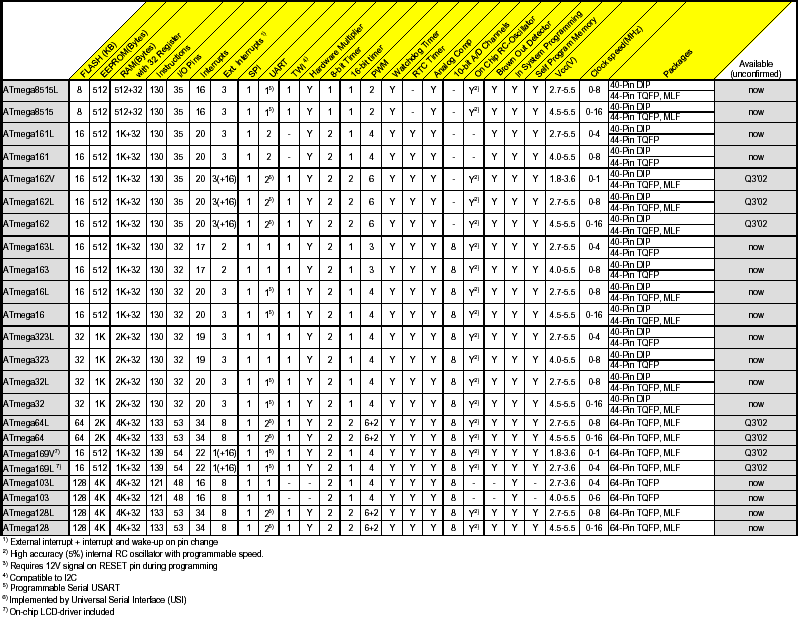 FLASH (KB)
EEPROM(Bytes)
RAM(Bytes)
with 32 Register
Instructions
I/O Pins
Interrupts
Ext. Interrupts 1)
SPI
UART
TWI 4)
Hardware Multiplier
8-bit Timer
16-bit timer
PWM
Watchdog Timer
RTC Timer
Analog Comp
10-bit A/D Channels
On Chip RC-Oscillator
Brown Out Detector
In System Programming
Self Program Memory
Vcc(V)
Clock speed(MHz)
Packages
Available
(unconfirmed)
ATmega8515L 8 512 512+32 130 35 16 3 1 15) 1 Y 1 1 2 Y - Y - Y2) Y Y Y 2.7-5.5 0-8 40-Pin DIP 44-Pin TQFP, MLF now
ATmega8515 8 512 512+32 130 35 16 3 1 15) 1 Y 1 1 2 Y - Y - Y2) Y Y Y 4.5-5.5 0-16 40-Pin DIP 44-Pin TQFP, MLF now
ATmega161L 16 512 1K+32 130 35 20 3 1 2 - Y 2 1 4 Y Y Y - - Y Y Y 2.7-5.5 0-4 40-Pin DIP 44-Pin TQFP now
ATmega161 16 512 1K+32 130 35 20 3 1 2 - Y 2 1 4 Y Y Y - - Y Y Y 4.0-5.5 0-8 40-Pin DIP 44-Pin TQFP now
ATmega162V 16 512 1K+32 130 35 20 3(+16) 1 25) 1 Y 2 2 6 Y Y Y - Y2) Y Y Y 1.8-3.6 0-1 40-Pin DIP 44-Pin TQFP, MLF Q3'02
ATmega162L 16 512 1K+32 130 35 20 3(+16) 1 25) 1 Y 2 2 6 Y Y Y - Y2) Y Y Y 2.7-5.5 0-8 40-Pin DIP 44-Pin TQFP, MLF Q3'02
ATmega162 16 512 1K+32 130 35 20 3(+16) 1 25) 1 Y 2 2 6 Y Y Y - Y2) Y Y Y 4.5-5.5 0-16 40-Pin DIP 44-Pin TQFP, MLF Q3'02
ATmega163L 16 512 1K+32 130 32 17 2 1 1 1 Y 2 1 3 Y Y Y 8 Y2) Y Y Y 2.7-5.5 0-4 40-Pin DIP 44-Pin TQFP now
ATmega163 16 512 1K+32 130 32 17 2 1 1 1 Y 2 1 3 Y Y Y 8 Y2) Y Y Y 4.0-5.5 0-8 40-Pin DIP 44-Pin TQFP now
ATmega16L 16 512 1K+32 130 32 20 3 1 15) 1 Y 2 1 4 Y Y Y 8 Y2) Y Y Y 2.7-5.5 0-8 40-Pin DIP 44-Pin TQFP, MLF now
ATmega16 16 512 1K+32 130 32 20 3 1 15) 1 Y 2 1 4 Y Y Y 8 Y2) Y Y Y 4.5-5.5 0-16 40-Pin DIP 44-Pin TQFP, MLF now
ATmega323L 32 1K 2K+32 130 32 19 3 1 1 1 Y 2 1 4 Y Y Y 8 Y2) Y Y Y 2.7-5.5 0-4 40-Pin DIP 44-Pin TQFP now
ATmega323 32 1K 2K+32 130 32 19 3 1 1 1 Y 2 1 4 Y Y Y 8 Y2) Y Y Y 4.0-5.5 0-8 40-Pin DIP 44-Pin TQFP now
ATmega32L 32 1K 2K+32 130 32 20 3 1 15) 1 Y 2 1 4 Y Y Y 8 Y2) Y Y Y 2.7-5.5 0-8 40-Pin DIP 44-Pin TQFP, MLF now
ATmega32 32 1K 2K+32 130 32 20 3 1 15) 1 Y 2 1 4 Y Y Y 8 Y2) Y Y Y 4.5-5.5 0-16 40-Pin DIP 44-Pin TQFP, MLF now
ATmega64L 64 2K 4K+32 133 53 34 8 1 25) 1 Y 2 2 6+2 Y Y Y 8 Y2) Y Y Y 2.7-5.5 0-8 64-Pin TQFP, MLF Q3'02
ATmega64 64 2K 4K+32 133 53 34 8 1 25) 1 Y 2 2 6+2 Y Y Y 8 Y2) Y Y Y 4.5-5.5 0-16 64-Pin TQFP, MLF Q3'02
ATmega169V7) 16 512 1K+32 139 54 22 1(+16) 1 15) 1 Y 2 1 4 Y Y Y 8 Y2) Y Y Y 1.8-3.6 0-1 64-Pin TQFP, MLF Q3'02
ATmega169L 7) 16 512 1K+32 139 54 22 1(+16) 1 15) 1 Y 2 1 4 Y Y Y 8 Y2) Y Y Y 2.7-3.6 0-4 64-Pin TQFP, MLF Q3'02
ATmega103L 128 4K 4K+32 121 48 16 8 1 1 - - 2 1 4 Y Y Y 8 - - Y - 2.7-3.6 0-4 64-Pin TQFP now
ATmega103 128 4K 4K+32 121 48 16 8 1 1 - - 2 1 4 Y Y Y 8 - - Y - 4.0-5.5 0-6 64-Pin TQFP now
ATmega128L 128 4K 4K+32 133 53 34 8 1 25) 1 Y 2 2 6+2 Y Y Y 8 Y2) Y Y Y 2.7-5.5 0-8 64-Pin TQFP, MLF now
ATmega128 128 4K 4K+32 133 53 34 8 1 25) 1 Y 2 2 6+2 Y Y Y 8 Y2) Y Y Y 4.5-5.5 0-16 64-Pin TQFP, MLF now
1) External interrupt + interrupt and wake-up on pin change
2) High accuracy (5%) internal RC oscillator with programmable speed.
3) Requires 12V signal on RESET pin during programming
4) Compatible to I2C
5) Programmable Serial USART
6) Implemented by Universal Serial Interface (USI)
7) On-chip LCD-driver included